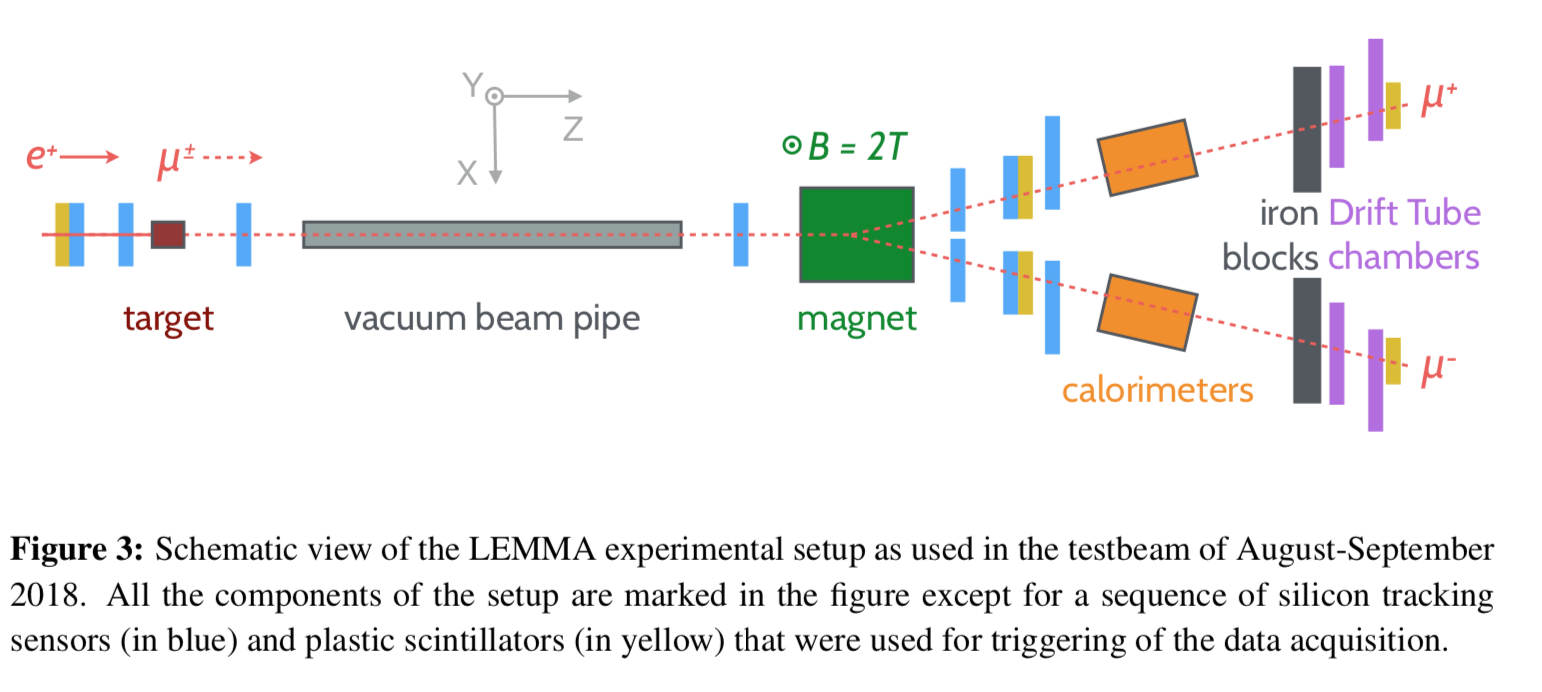 Y
Z
X
e⁺
μ±
⊙ B = 2T
μ⁺
iron Drift Tube
blocks chambers
target
vacuum beam pipe
magnet
calorimeters
μ⁻
Figure 3: Schematic view of the LEMMA experimental setup as used in the testbeam of August-September
2018. All the components of the setup are marked in the figure except for a sequence of silicon tracking
sensors (in blue) and plastic scintillators (in yellow) that were used for triggering of the data acquisition.